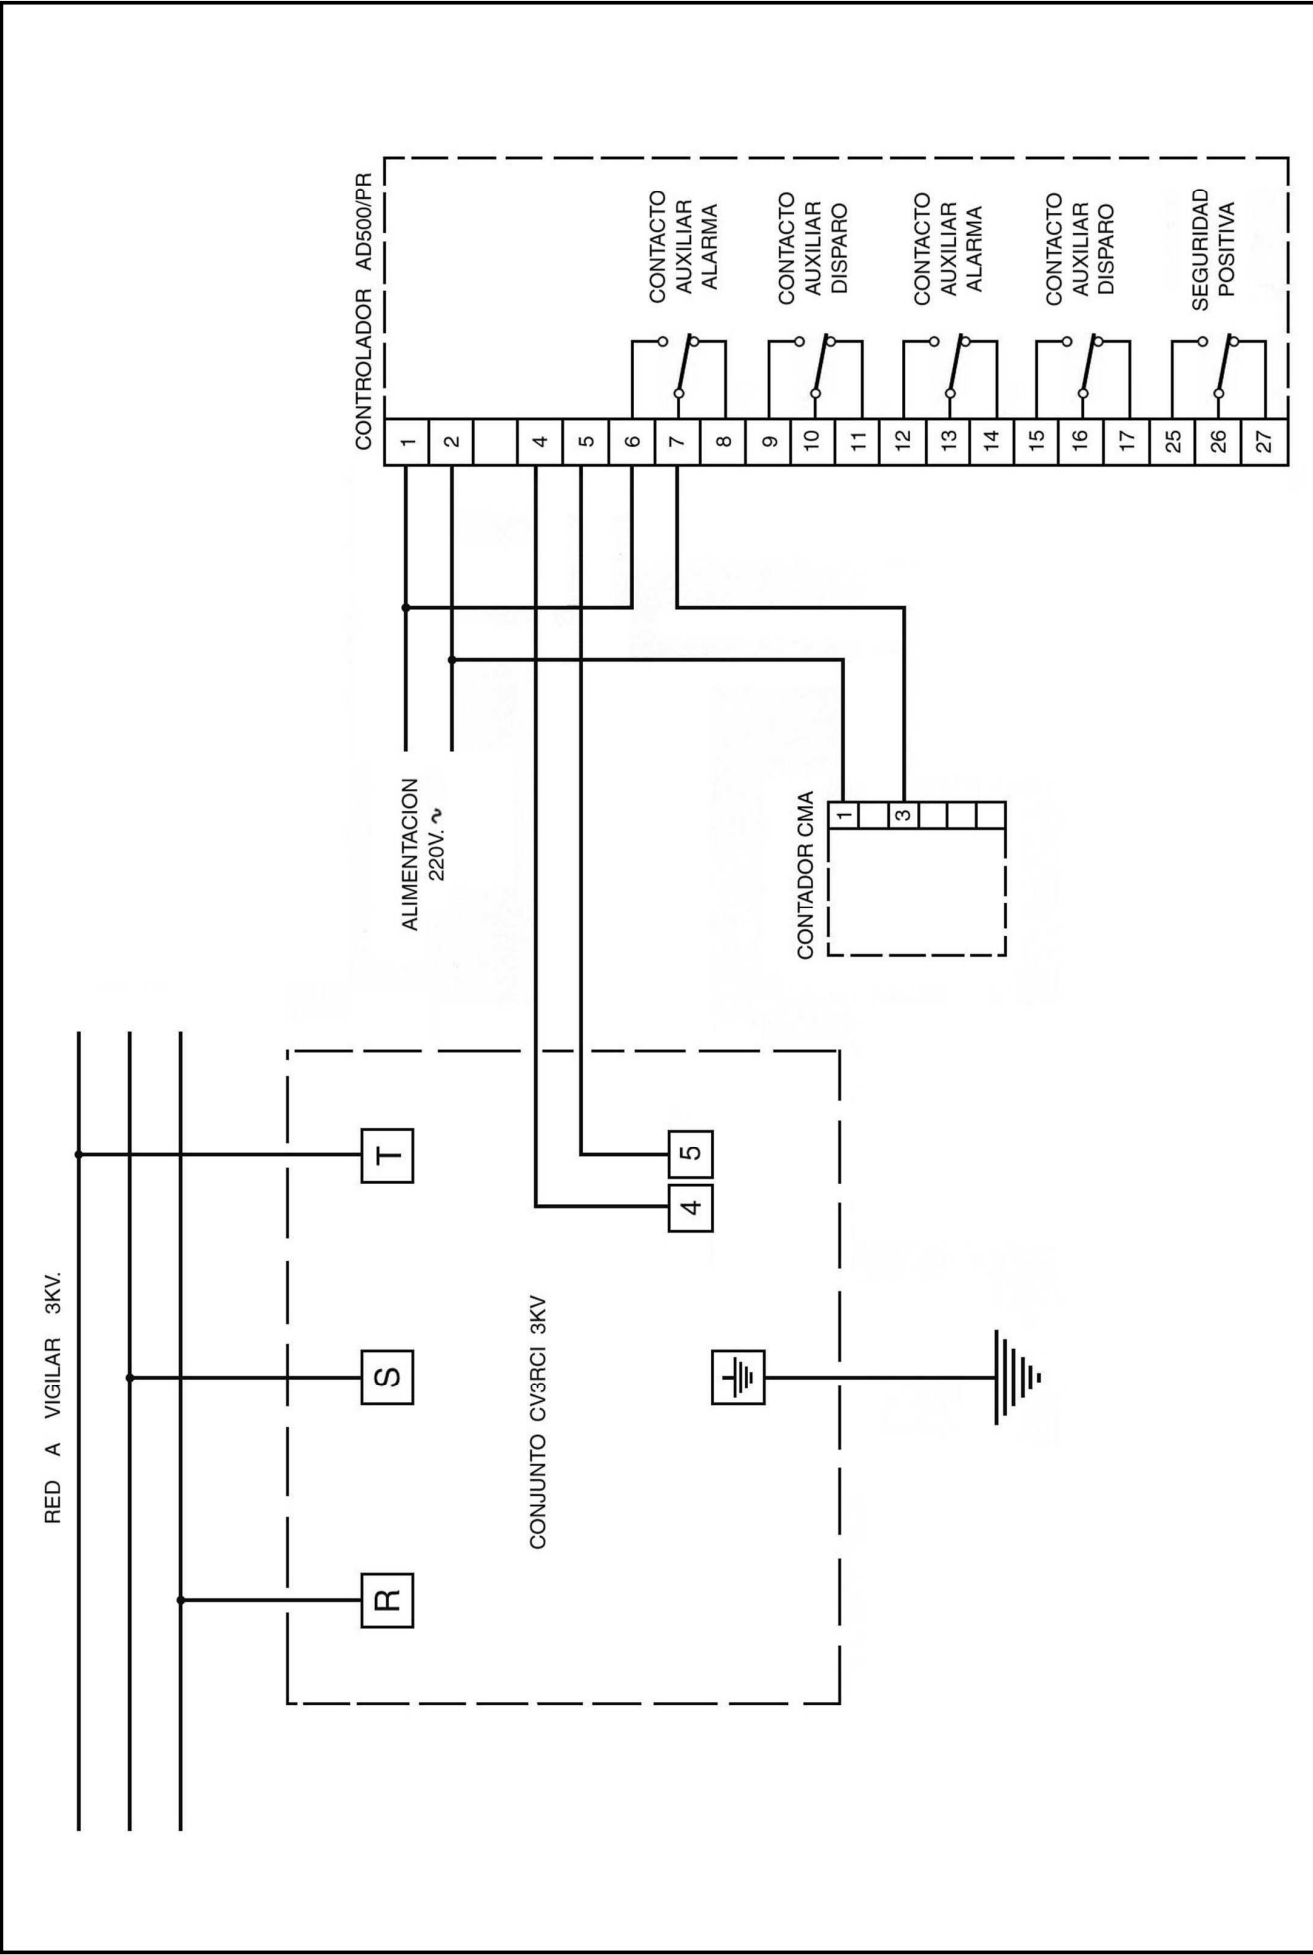 RED A VIGILAR 3KV.
R
S
T
CONJUNTO CV3RCI 3KV
4
5
ALIMENTACION
220V.~
CONTADOR CMA
1
3
CONTROLADOR AD500/PR
1
2
4
5
6
7
8
9
10
11
12
13
14
15
16
17
25
26
27
CONTACTO
AUXILIAR
ALARMA
CONTACTO
AUXILIAR
DISPARO
CONTACTO
AUXILIAR
ALARMA
CONTACTO
AUXILIAR
DISPARO
SEGURIDAD
POSITIVA